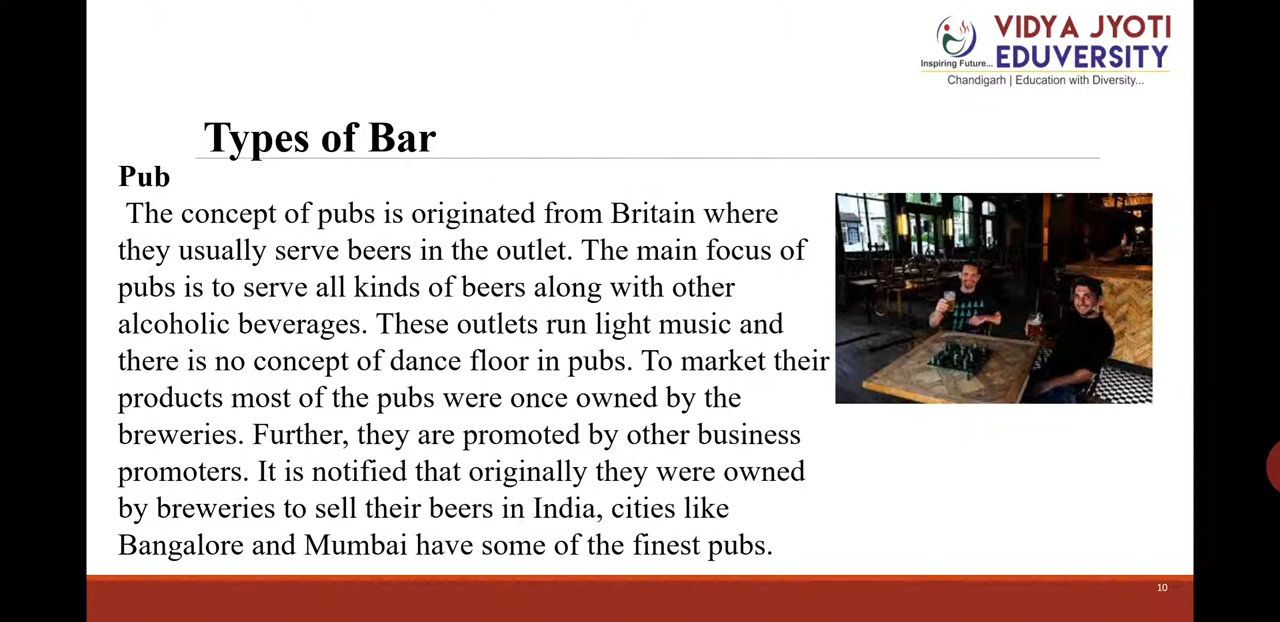 VIDYA JYOTI
EDUVERSITY
Inspiring Future...
Chandigarh | Education with Diversity...
Types of Bar
Pub
The concept of pubs is originated from Britain where
they usually serve beers in the outlet. The main focus of
pubs is to serve all kinds of beers along with other
alcoholic beverages. These outlets run light music and
there is no concept of dance floor in pubs. To market their
products most of the pubs were once owned by the
breweries. Further, they are promoted by other business
promoters. It is notified that originally they were owned
by breweries to sell their beers in India, cities like
Bangalore and Mumbai have some of the finest pubs.
10